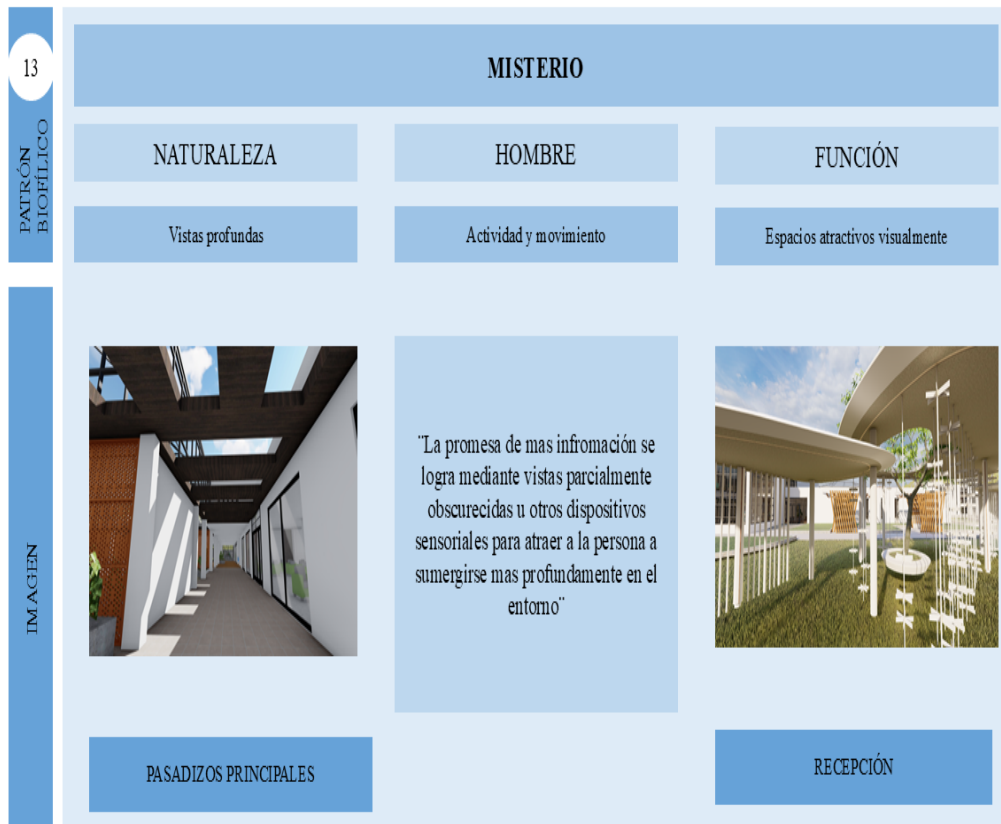 13
PATRÓN
BIOFÍLICO
MISTERIO
NATURALEZA
HOMBRE
FUNCIÓN
Vistas profundas
Actividad y movimiento
Espacios atractivos visualmente
IMAGEN
¨La promesa de mas infromación se
logra mediante vistas parcialmente
obscurecidas u otros dispositivos
sensoriales para atraer a la persona a
sumergirse mas profundamente en el
entorno¨
PASADIZOS PRINCIPALES
RECEPCIÓN